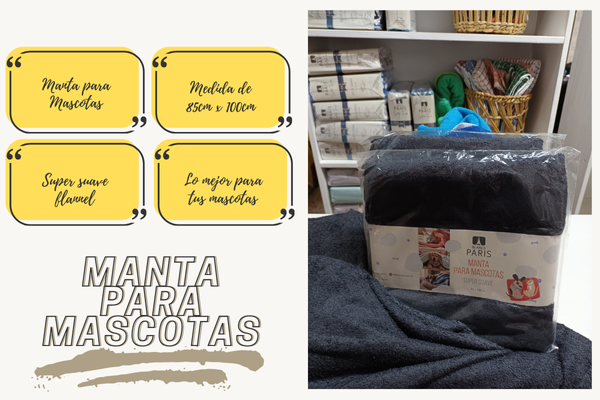 Manta para
Mascotas
Medida de
85cm x 100cm
Super suave
flannel
Lo mejor para
tus mascotas
MANTA
PARA
MASCOTAS
PARIS
MANTA
PARA MASCOTAS
SUPER SUAVE